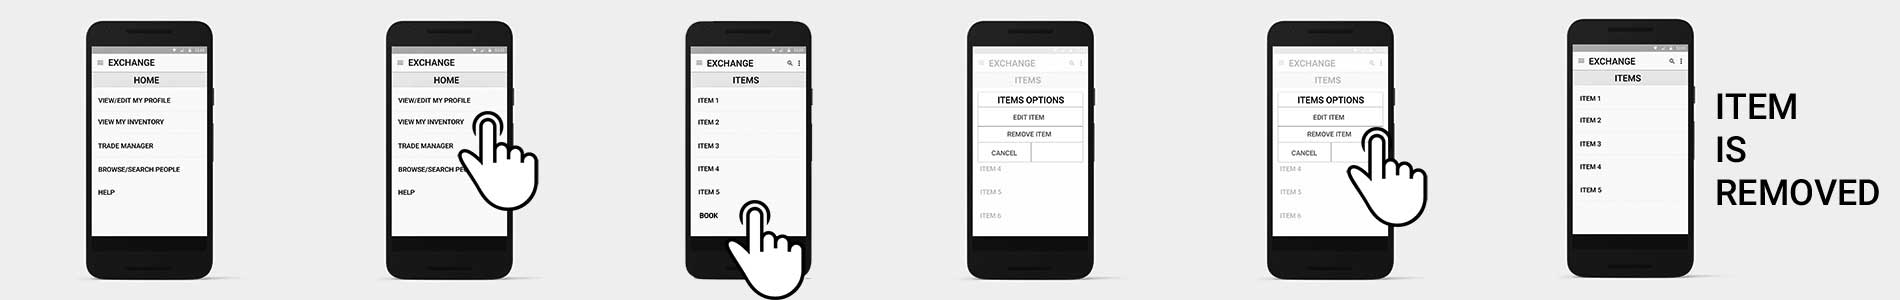 EXCHANGE
HOME
VIEW/EDIT MY PROFILE
VIEW MY INVENTORY
TRADE MANAGER
BROWSE/SEARCH PEOPLE
HELP
EXCHANGE
HOME
VIEW/EDIT MY PROFILE
VIEW MY INVENTORY
TRADE MANAGER
BROWSE/SEARCH PE
HELP
EXCHANGE
ITEMS
ITEM 1
ITEM 2
ITEM 3
ITEM 4
ITEM 5
BOOK
EXCHANGE
ITEMS
ITEMS OPTIONS
EDIT ITEM
REMOVE ITEM
CANCEL
ITEM 4
ITEM 5
ITEM 6
EXCHANGE
ITEMS
ITEMS OPTIONS
EDIT ITEM
REMOVE ITEM
CANCEL
ITEM 4
ITEM 5
ITEM 6
EXCHANGE
ITEMS
ITEM 1
ITEM 2
ITEM 3
ITEM 4
ITEM 5
ITEM
IS
REMOVED